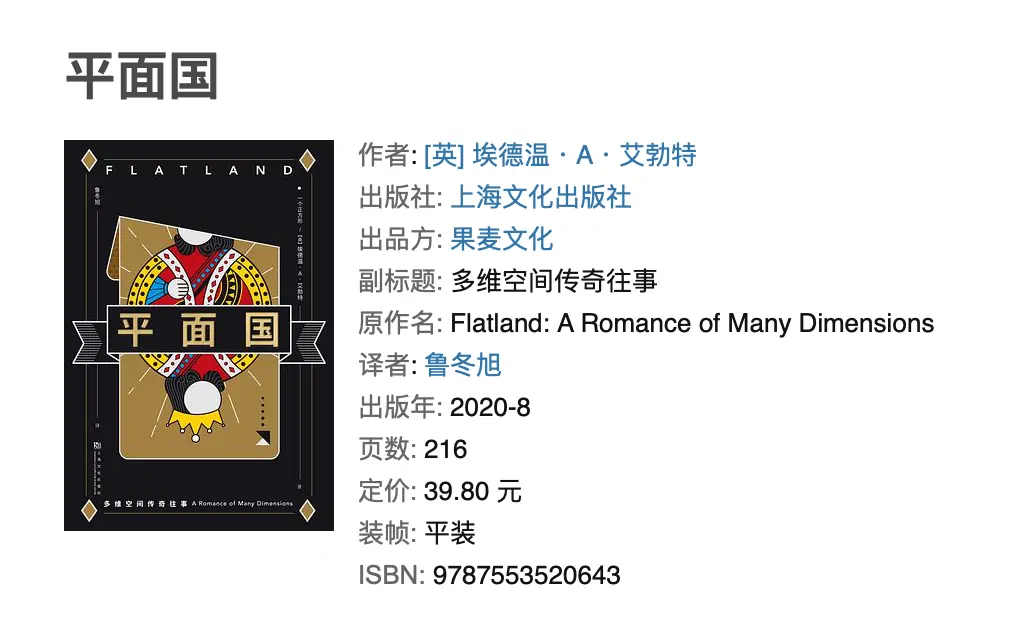 平面国
FLATLAND
鲁冬旭
一个正方形 / [英] 埃德温·A·艾勃特
平面国
译
著
多维空间传奇往事 A Romance of Many Dimensions
作者: [英] 埃德温·A·艾勃特
出版社: 上海文化出版社
出品方: 果麦文化
副标题: 多维空间传奇往事
原作名: Flatland: A Romance of Many Dimensions
译者: 鲁冬旭
出版年: 2020-8
页数: 216
定价: 39.80 元
装帧: 平装
ISBN: 9787553520643